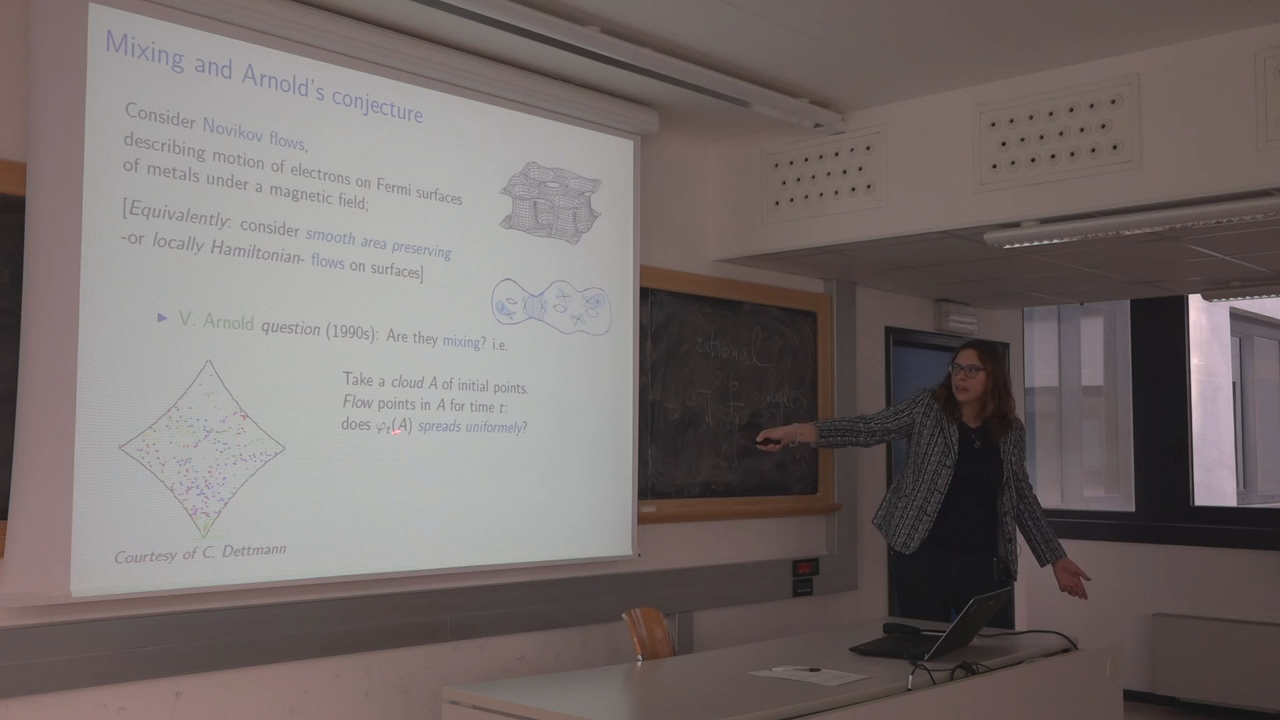 Mixing and Arnold's conjecture
Consider Novikov flows,
describing motion of electrons on Fermi surfaces
of metals under a magnetic field;
[Equivalently: consider smooth area preserving
-or locally Hamiltonian- flows on surfaces]
▶ V. Arnold question (1990s): Are they mixing? i.e.
Take a cloud A of initial points.
Flow points in A for time t:
does φt(A) spreads uniformely?
Courtesy of C. Dettmann
rational
angles